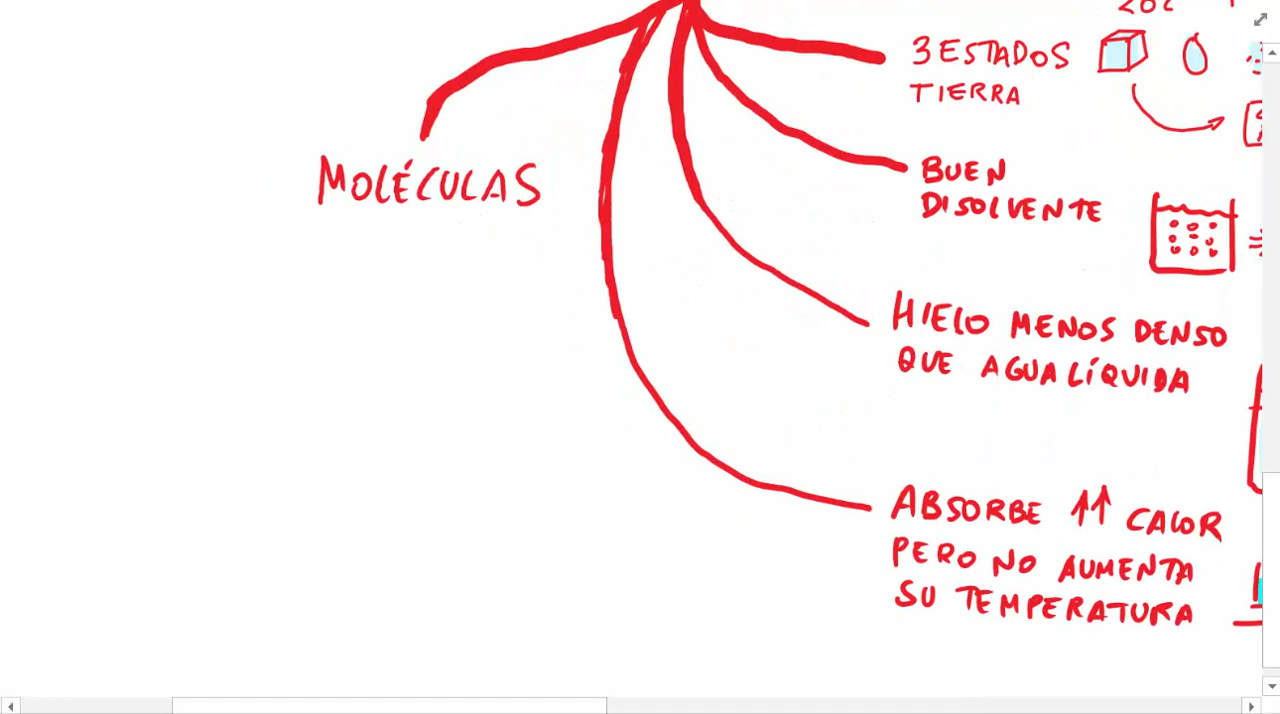 3 ESTADOS
TIERRA
MOLÉCULAS
BUEN
DISOLVENTE
HIELO MENOS DENSO
QUE AGUA LÍQUIDA
ABSORBE ↑↑ CALOR
PERO NO AUMENTA
SU TEMPERATURA